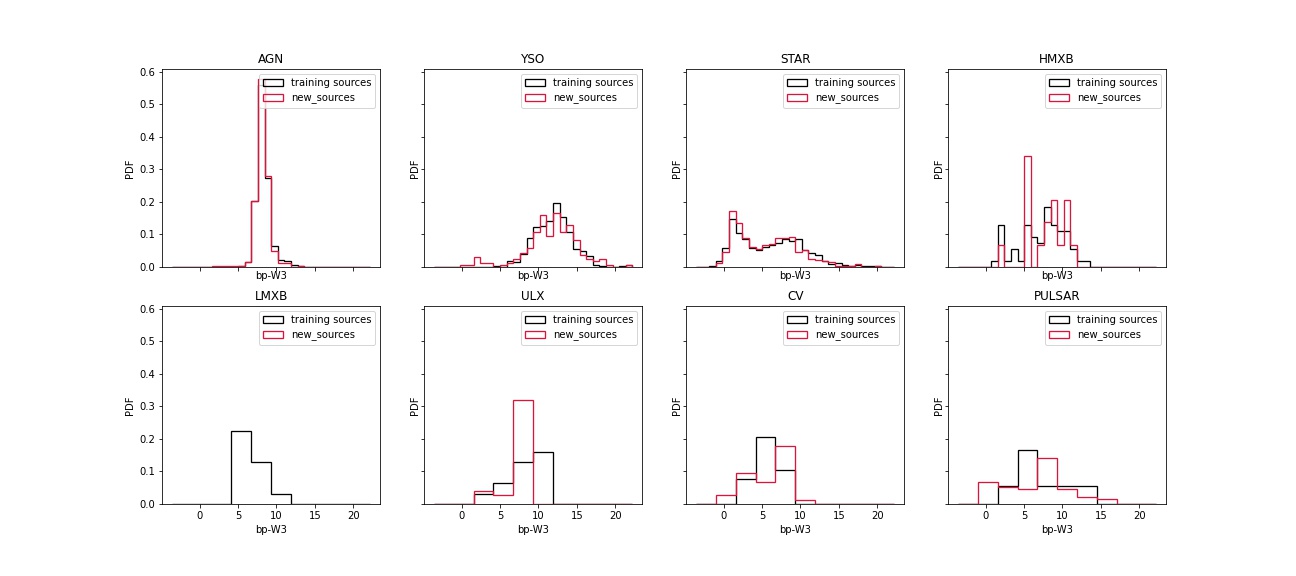 AGN
YSO
STAR
HMXB
training sources
new_sources
training sources
new_sources
training sources
new_sources
training sources
new_sources
0.6
0.5
0.4
0.3
0.2
0.1
0.0
PDF
PDF
PDF
PDF
bp-W3
bp-W3
bp-W3
bp-W3
LMXB
ULX
CV
PULSAR
training sources
new_sources
training sources
new_sources
training sources
new_sources
training sources
new_sources
0.6
0.5
0.4
0.3
0.2
0.1
0.0
PDF
PDF
PDF
PDF
0 5 10 15 20
0 5 10 15 20
0 5 10 15 20
0 5 10 15 20
bp-W3
bp-W3
bp-W3
bp-W3